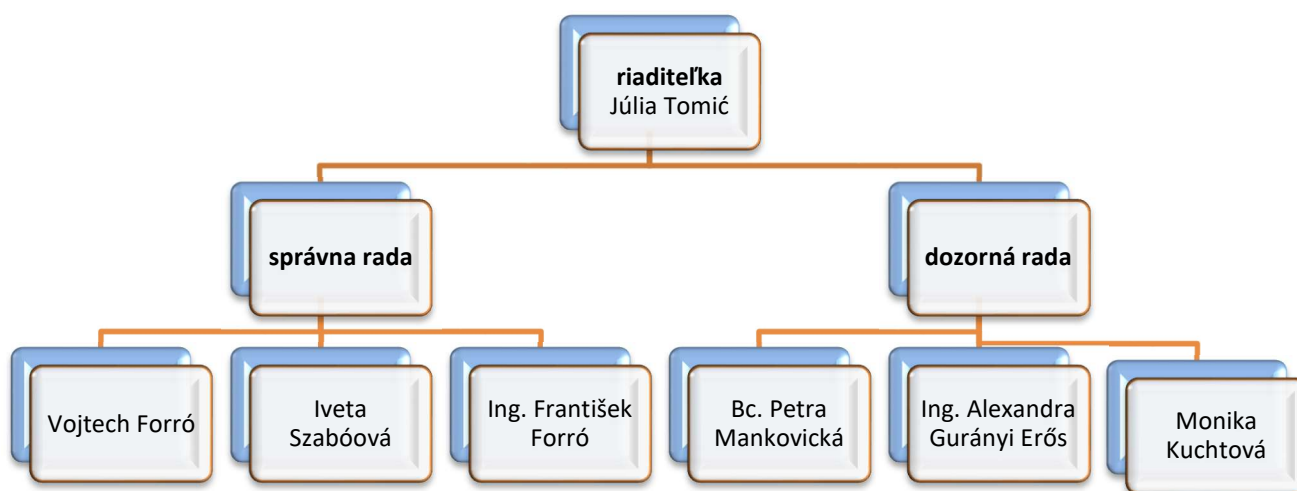 riaditeľka
Júlia Tomić
správna rada
dozorná rada
Vojtech Forró
Iveta
Szabóová
Ing. František
Forró
Bc. Petra
Mankovická
Ing. Alexandra
Gurányi Erős
Monika
Kuchtová